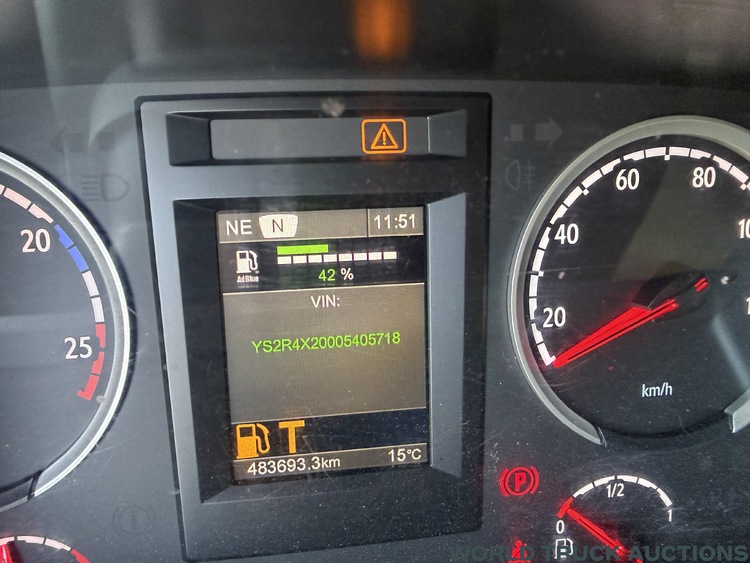 NE N 11:51
AdBlue
42 %
VIN:
YS2R4X20005405718
T
483693.3km 15°C
20
25
20
40
60
80
km/h
P
0 1/2 1
WORLD TRUCK AUCTIONS